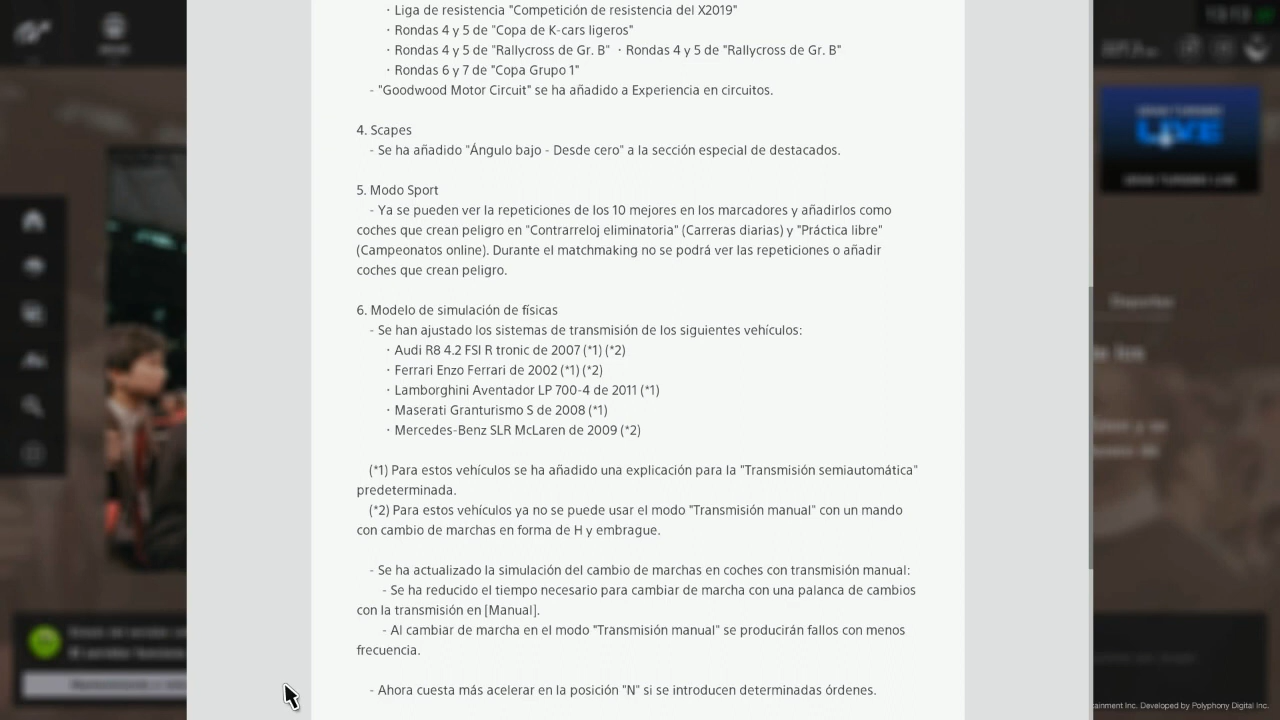 · Liga de resistencia "Competición de resistencia del X2019"
· Rondas 4 y 5 de "Copa de K-cars ligeros"
· Rondas 4 y 5 de "Rallycross de Gr. B" · Rondas 4 y 5 de "Rallycross de Gr. B"
· Rondas 6 y 7 de "Copa Grupo 1"
- "Goodwood Motor Circuit" se ha añadido a Experiencia en circuitos.
4. Scapes
- Se ha añadido "Ángulo bajo - Desde cero" a la sección especial de destacados.
5. Modo Sport
- Ya se pueden ver la repeticiones de los 10 mejores en los marcadores y añadirlos como
coches que crean peligro en "Contrarreloj eliminatoria" (Carreras diarias) y "Práctica libre"
(Campeonatos online). Durante el matchmaking no se podrá ver las repeticiones o añadir
coches que crean peligro.
6. Modelo de simulación de físicas
- Se han ajustado los sistemas de transmisión de los siguientes vehículos:
· Audi R8 4.2 FSI R tronic de 2007 (*1) (*2)
· Ferrari Enzo Ferrari de 2002 (*1) (*2)
· Lamborghini Aventador LP 700-4 de 2011 (*1)
· Maserati Granturismo S de 2008 (*1)
· Mercedes-Benz SLR McLaren de 2009 (*2)
(*1) Para estos vehículos se ha añadido una explicación para la "Transmisión semiautomática"
predeterminada.
(*2) Para estos vehículos ya no se puede usar el modo "Transmisión manual" con un mando
con cambio de marchas en forma de H y embrague.
- Se ha actualizado la simulación del cambio de marchas en coches con transmisión manual:
- Se ha reducido el tiempo necesario para cambiar de marcha con una palanca de cambios
con la transmisión en [Manual].
- Al cambiar de marcha en el modo "Transmisión manual" se producirán fallos con menos
frecuencia.
- Ahora cuesta más acelerar en la posición "N" si se introducen determinadas órdenes.
LIVE
Deportes
tainment Inc. Developed by Polyphony Digital Inc.